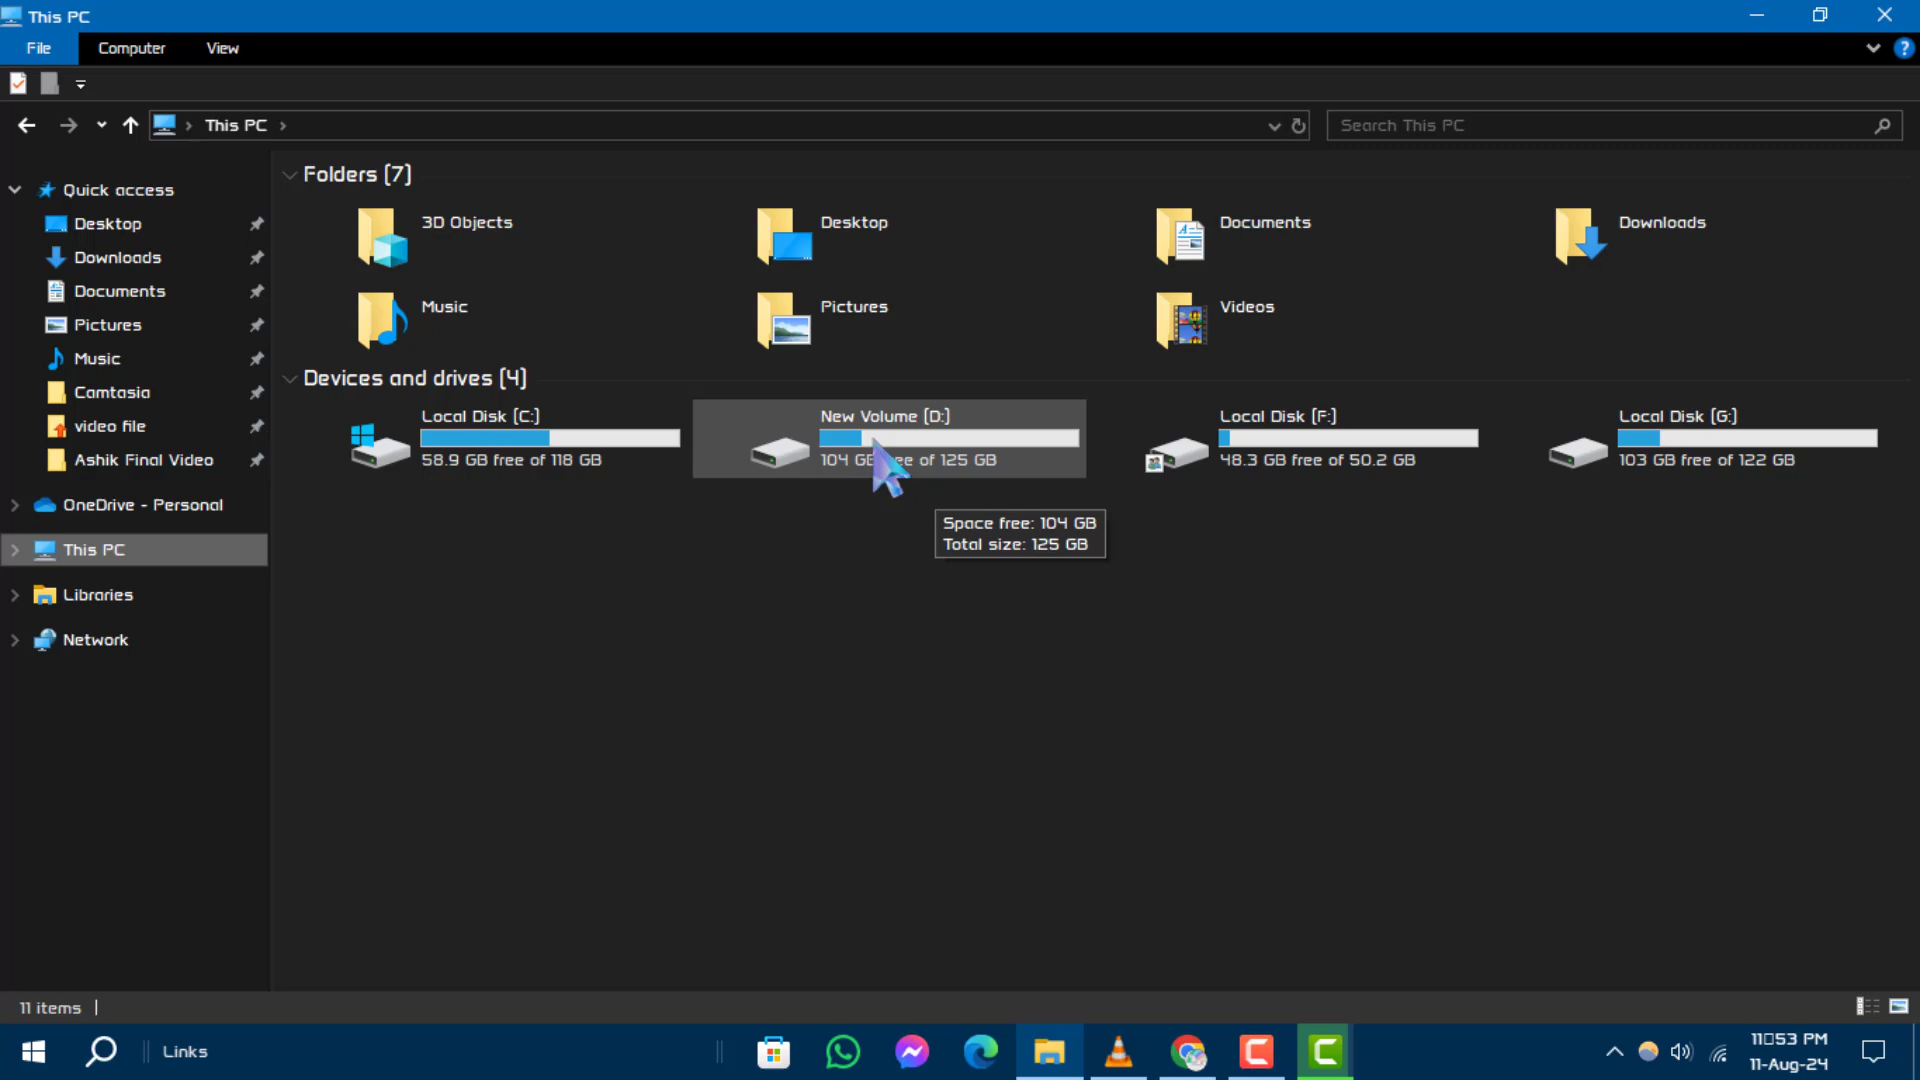 This PC
File Computer View
This PC
Search This PC
Quick access
Desktop
Downloads
Documents
Pictures
Music
Camtasia
video file
Ashik Final Video
OneDrive - Personal
This PC
Libraries
Network
Folders (7)
3D Objects
Desktop
Documents
Downloads
Music
Pictures
Videos
Devices and drives (4)
Local Disk (C:)
58.9 GB free of 118 GB
New Volume (D:)
104 GB free of 125 GB
Local Disk (F:)
48.3 GB free of 50.2 GB
Local Disk (G:)
103 GB free of 122 GB
Space free: 104 GB
Total size: 125 GB
11 items
Links
11□53 PM
11-Aug-24